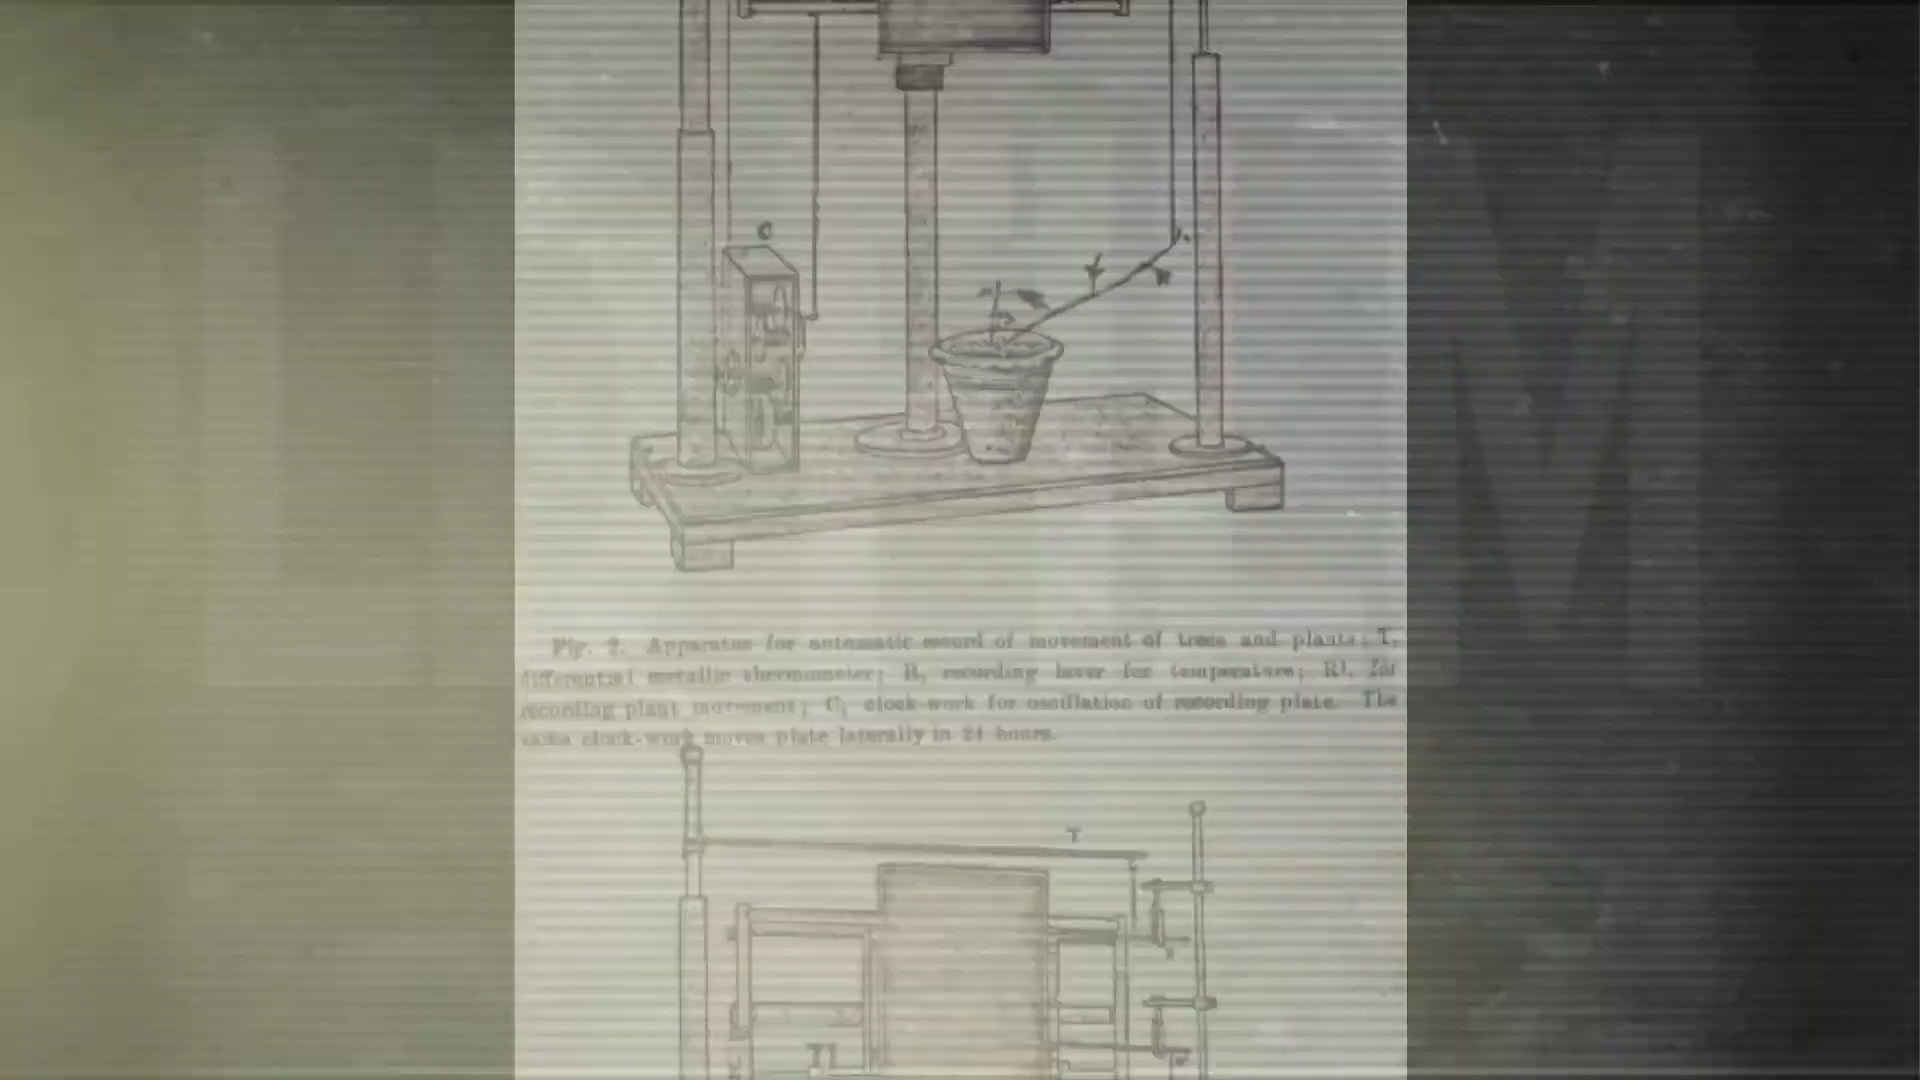 C
Fig. 2. Apparatus for automatic record of movement of trees and plants; T,
differential metallic thermometer; R, recording lever for temperature; R¹, for
recording plant movement; C, clock-work for oscillation of recording plate. The
same clock-work moves plate laterally in 24 hours.
T